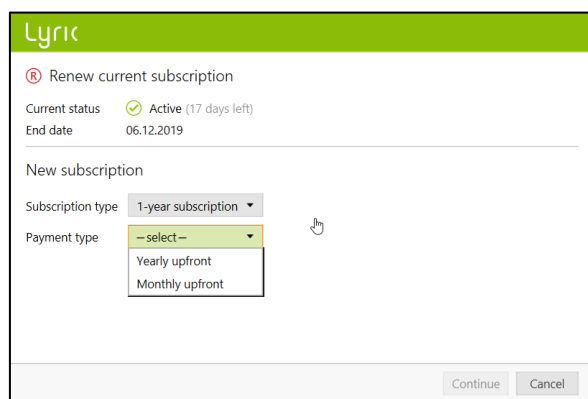 Lyric
R Renew current subscription
Current status Active (17 days left)
End date 06.12.2019
New subscription
Subscription type 1-year subscription
Payment type —select—
Yearly upfront
Monthly upfront
Continue Cancel